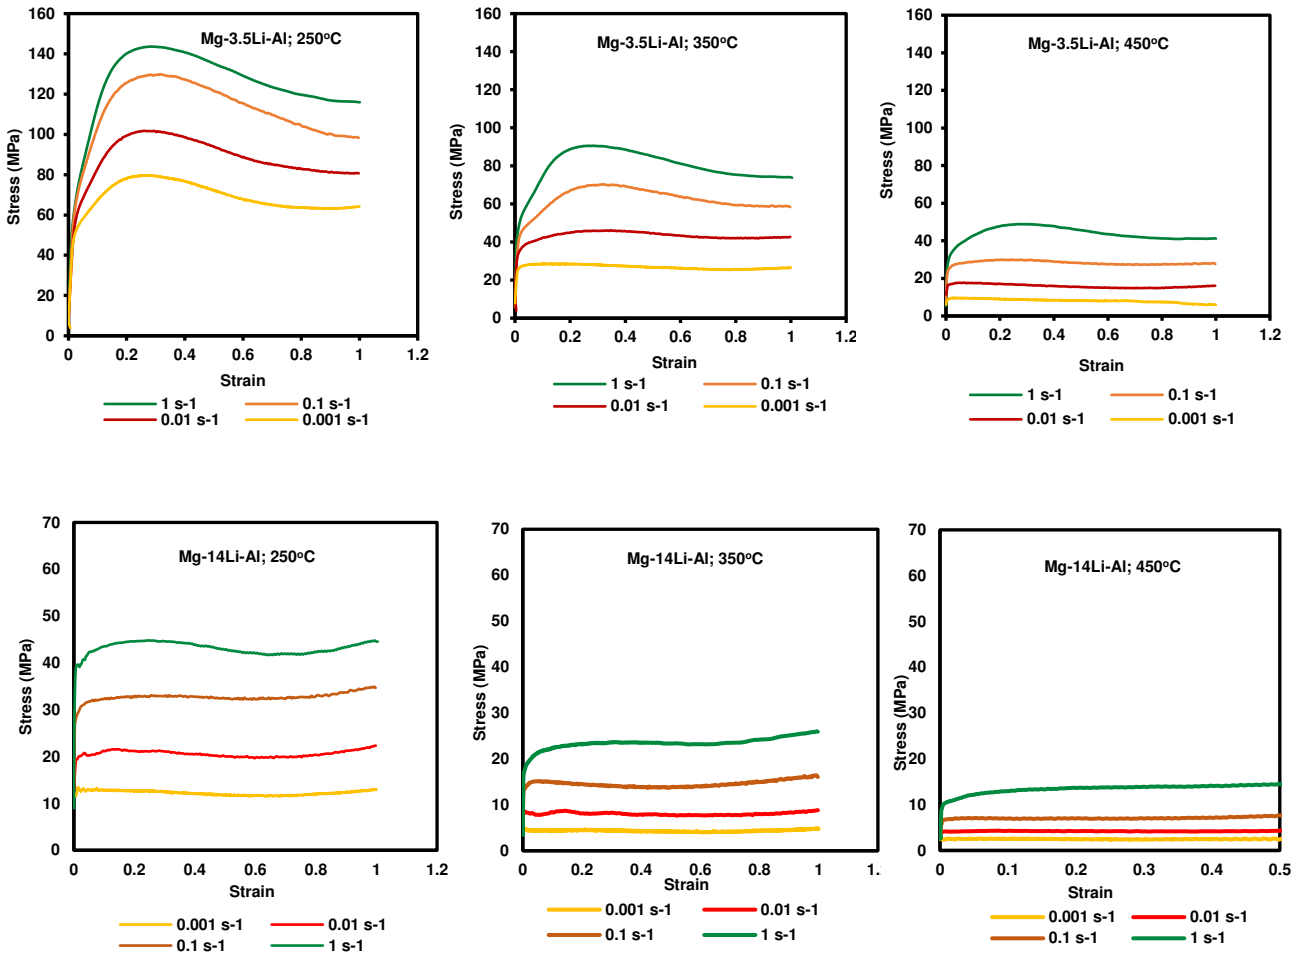 Mg-3.5Li-Al; 250oC
Stress (MPa)
160
140
120
100
80
60
40
20
0
0 0.2 0.4 0.6 0.8 1 1.2
Strain
1 s-1 0.1 s-1
0.01 s-1 0.001 s-1
Mg-3.5Li-Al; 350oC
Stress (MPa)
160
140
120
100
80
60
40
20
0
0 0.2 0.4 0.6 0.8 1 1.2
Strain
1 s-1 0.1 s-1
0.01 s-1 0.001 s-1
Mg-3.5Li-Al; 450oC
Stress (MPa)
160
140
120
100
80
60
40
20
0
0 0.2 0.4 0.6 0.8 1 1.2
Strain
1 s-1 0.1 s-1
0.01 s-1 0.001 s-1
Mg-14Li-Al; 250oC
Stress (MPa)
70
60
50
40
30
20
10
0
0 0.2 0.4 0.6 0.8 1 1.2
Strain
0.001 s-1 0.01 s-1
0.1 s-1 1 s-1
Mg-14Li-Al; 350oC
Stress (MPa)
70
60
50
40
30
20
10
0
0 0.2 0.4 0.6 0.8 1 1.
Strain
0.001 s-1 0.01 s-1
0.1 s-1 1 s-1
Mg-14Li-Al; 450oC
Stress (MPa)
70
60
50
40
30
20
10
0
0 0.1 0.2 0.3 0.4 0.5
Strain
0.001 s-1 0.01 s-1
0.1 s-1 1 s-1